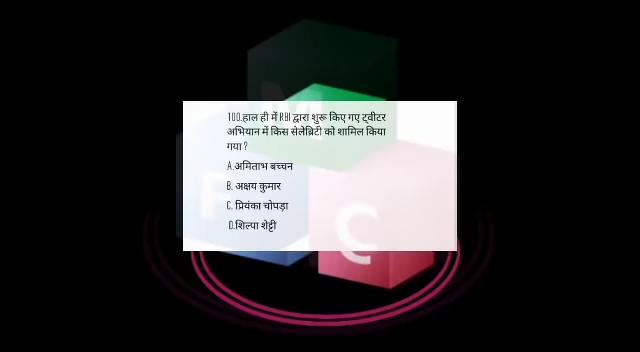 100.हाल ही में RBI द्वारा शुरू किए गए ट्वीटर
अभियान में किस सेलेब्रिटी को शामिल किया
गया ?
A.अमिताभ बच्चन
B. अक्षय कुमार
C. प्रियंका चोपड़ा
D.शिल्पा शेट्टी
M
F
C